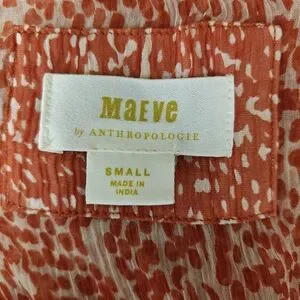 MAEVE
by ANTHROPOLOGIE
SMALL
MADE IN
INDIA